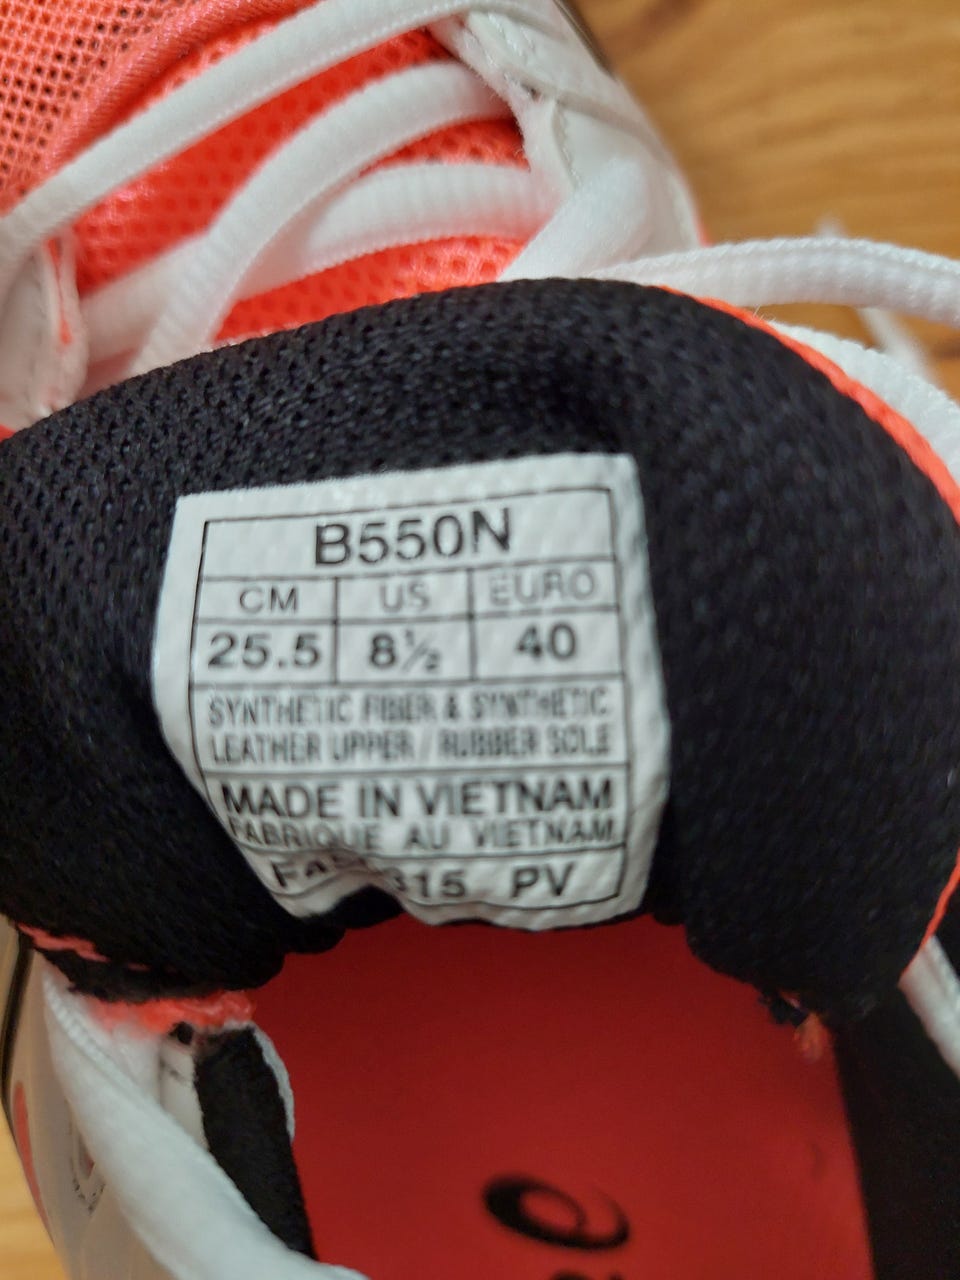 B550N
CM US EURO
25.5 8½ 40
SYNTHETIC FIBER & SYNTHETIC
LEATHER UPPER / RUBBER SOLE
MADE IN VIETNAM
FABRIQUE AU VIETNAM
315 PV